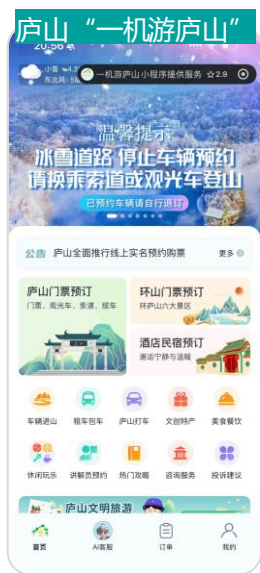 庐山“一机游庐山”
20:56
小雪
东北风
一机游庐山小程序提供服务 ☆2.9
温馨提示
冰雪道路 停止车辆预约
请换乘索道或观光车登山
已预约车辆请自行退订
公告 庐山全面推行线上实名预约购票 更多
庐山门票预订
门票、观光车、索道、缆车
环山门票预订
环庐山六大景区
酒店民宿预订
邂逅宁静与温暖
车辆进山 租车包车 庐山打车 文创特产 美食餐饮
休闲玩乐 讲解员预约 热门攻略 咨询服务 投诉建议
庐山文明旅游
首页 AI客服 订单 我的